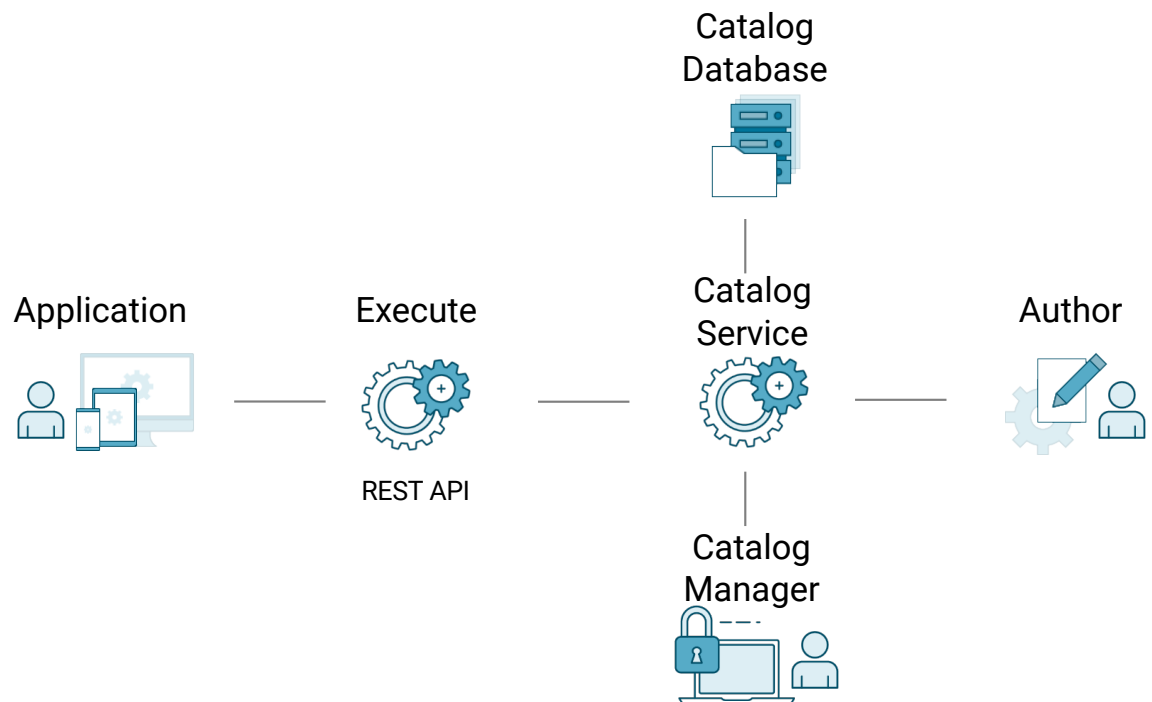 Catalog
Database
Application
Execute
Catalog
Service
Author
REST API
Catalog
Manager